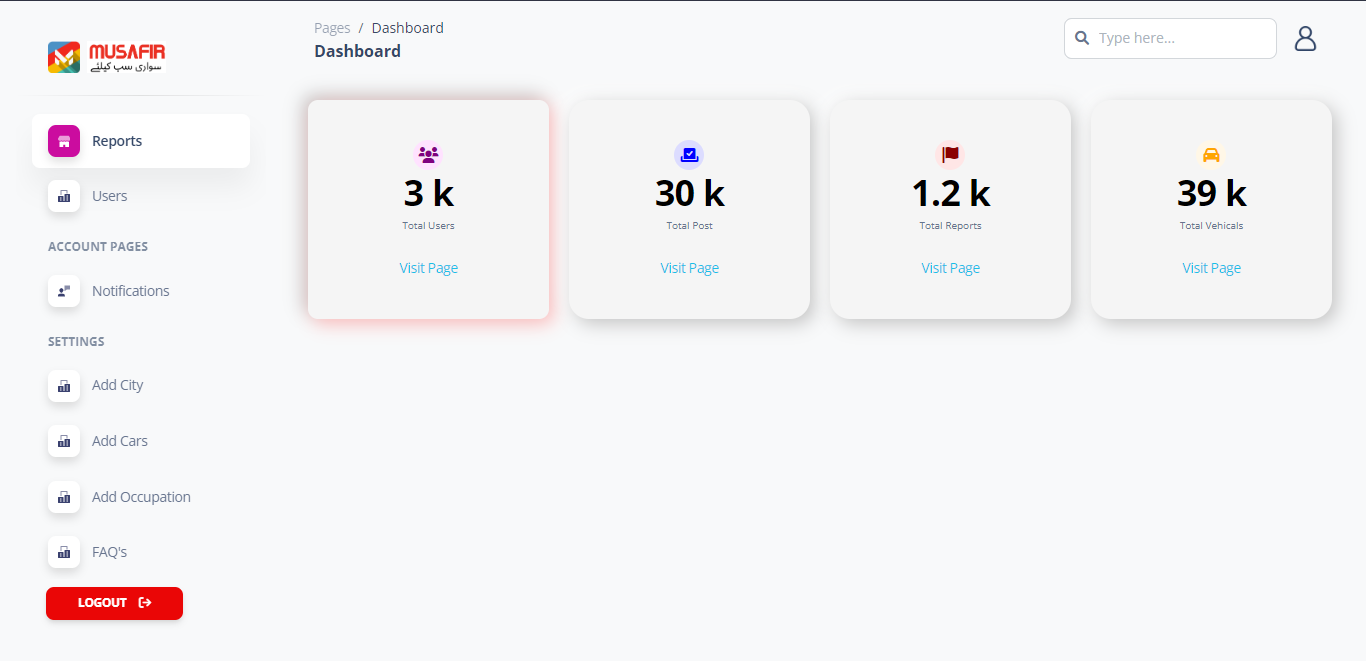 MUSAFIR
سواری سب کیلئے
Reports
Users
ACCOUNT PAGES
Notifications
SETTINGS
Add City
Add Cars
Add Occupation
FAQ's
LOGOUT
Pages / Dashboard
Dashboard
Type here...
3 k
Total Users
Visit Page
30 k
Total Post
Visit Page
1.2 k
Total Reports
Visit Page
39 k
Total Vehicals
Visit Page